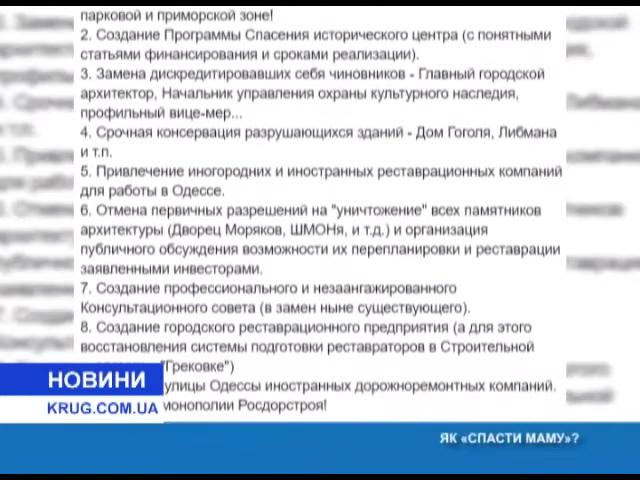 парковой и приморской зоне!
2. Создание Программы Спасения исторического центра (с понятными
статьями финансирования и сроками реализации).
3. Замена дискредитировавших себя чиновников - Главный городской
архитектор, Начальник управления охраны культурного наследия,
профильный вице-мер...
4. Срочная консервация разрушающихся зданий - Дом Гоголя, Либмана
и т.п.
5. Привлечение иногородних и иностранных реставрационных компаний
для работы в Одессе.
6. Отмена первичных разрешений на "уничтожение" всех памятников
архитектуры (Дворец Моряков, ШМОНя, и т.д.) и организация
публичного обсуждения возможности их перепланировки и реставрации
заявленными инвесторами.
7. Создание профессионального и незаангажированного
Консультационного совета (в замен ныне существующего).
8. Создание городского реставрационного предприятия (а для этого
восстановления системы подготовки реставраторов в Строительной
"Грековке")
улицы Одессы иностранных дорожноремонтных компаний.
монополии Росдорстроя!
НОВИНИ
KRUG.COM.UA
ЯК «СПАСТИ МАМУ»?